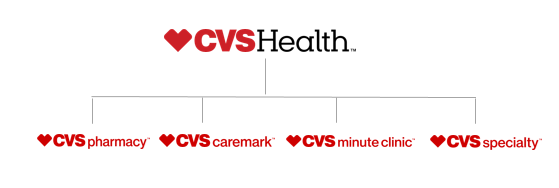 CVSHealth™
CVS pharmacy™
CVS caremark™
CVS minute clinic™
CVS specialty™